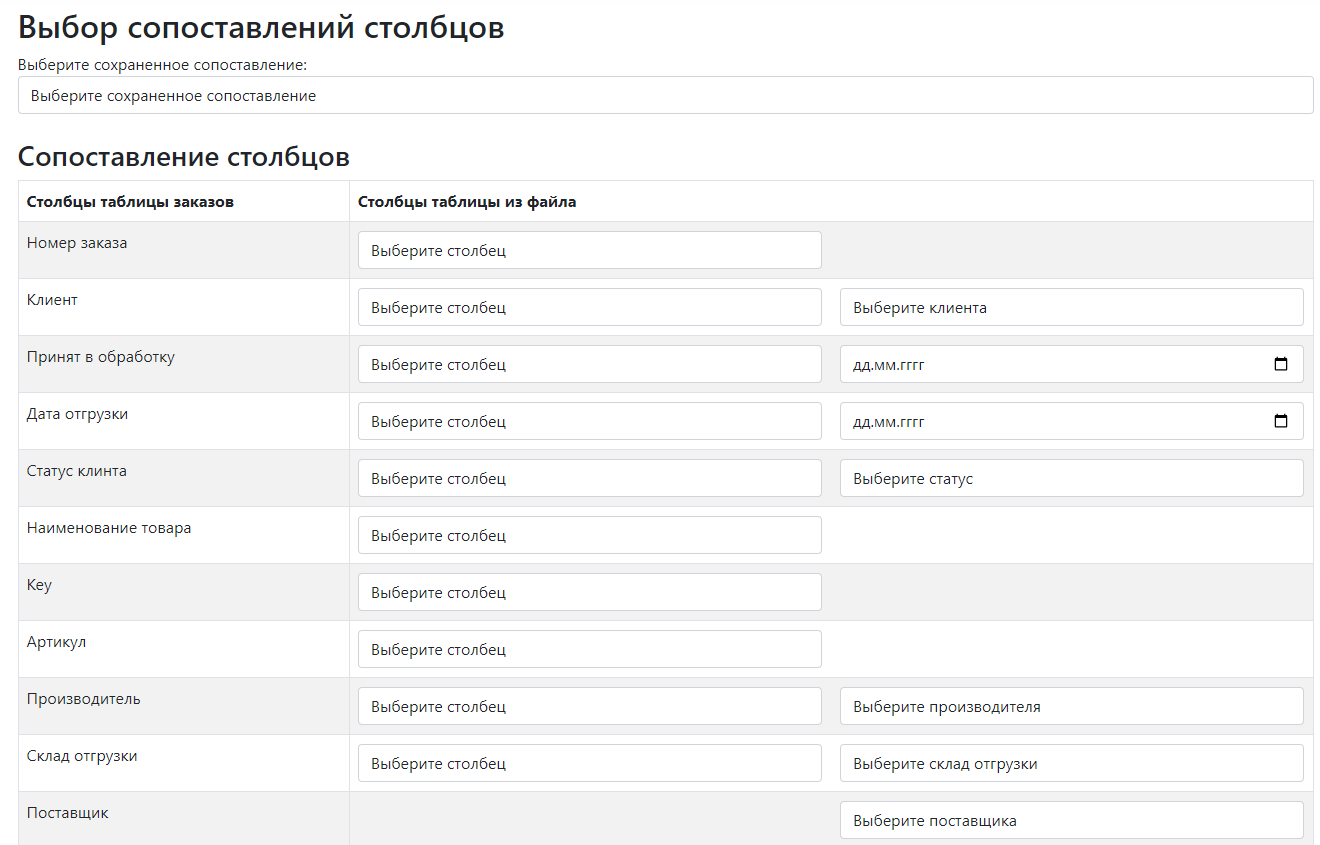 Выбор сопоставлений столбцов
Выберите сохраненное сопоставление:
Выберите сохраненное сопоставление
Сопоставление столбцов
Столбцы таблицы заказов Столбцы таблицы из файла
Номер заказа Выберите столбец
Клиент Выберите столбец Выберите клиента
Принят в обработку Выберите столбец дд.мм.гггг
Дата отгрузки Выберите столбец дд.мм.гггг
Статус клинта Выберите столбец Выберите статус
Наименование товара Выберите столбец
Key Выберите столбец
Артикул Выберите столбец
Производитель Выберите столбец Выберите производителя
Склад отгрузки Выберите столбец Выберите склад отгрузки
Поставщик Выберите поставщика